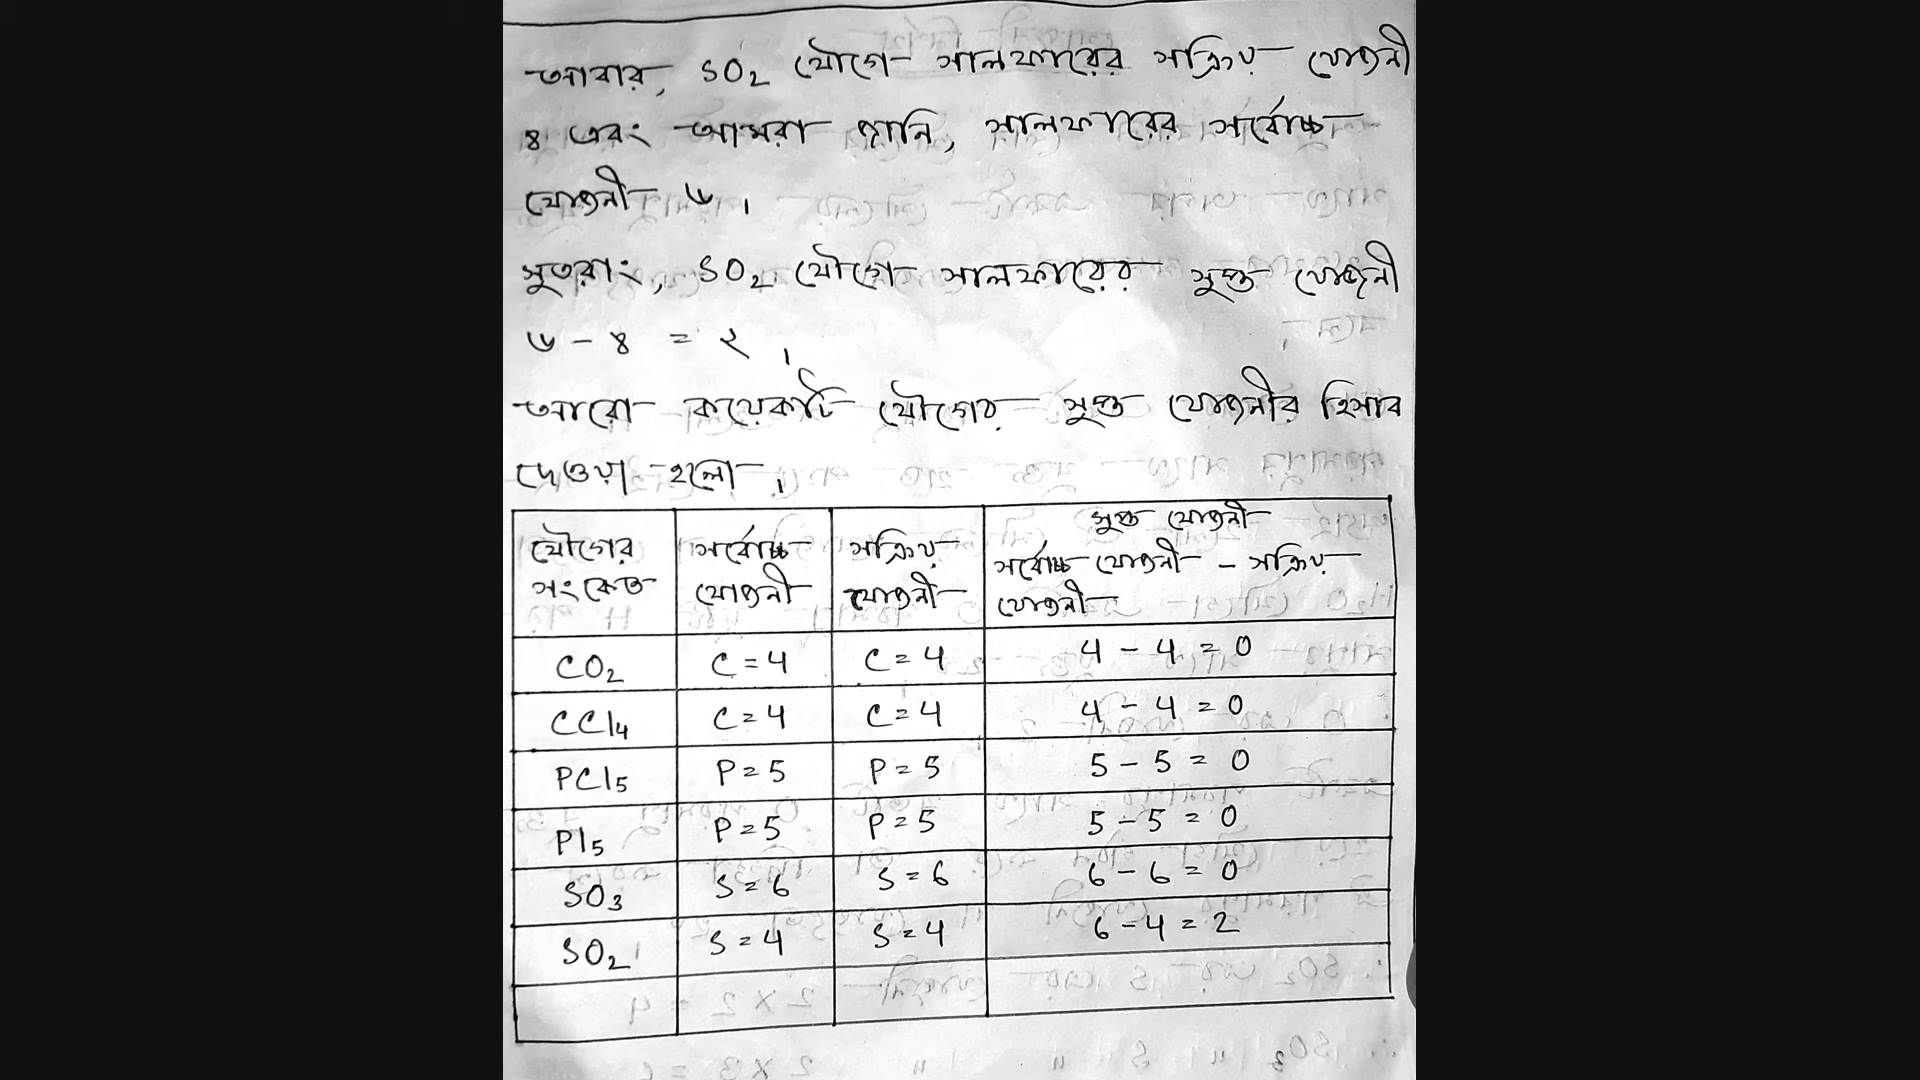 আবার, SO2 যৌগে সালফারের সক্রিয় যোজনী
৪ এবং আমরা জানি, সালফারের সর্বোচ্চ
যোজনী ৬।
সুতরাং, SO2 যৌগে সালফারের সুপ্ত যোজনী
৬ - ৪ = ২।
আরো কয়েকটি যৌগের সুপ্ত যোজনীর হিসাব
দেওয়া হলো।
যৌগের সংকেত | সর্বোচ্চ যোজনী | সক্রিয় যোজনী | সুপ্ত যোজনী সর্বোচ্চ যোজনী - সক্রিয় যোজনী
CO2 | C = 4 | C = 4 | 4 - 4 = 0
CCl4 | C = 4 | C = 4 | 4 - 4 = 0
PCl5 | P = 5 | P = 5 | 5 - 5 = 0
PI5 | P = 5 | P = 5 | 5 - 5 = 0
SO3 | S = 6 | S = 6 | 6 - 6 = 0
SO2 | S = 4 | S = 4 | 6 - 4 = 2